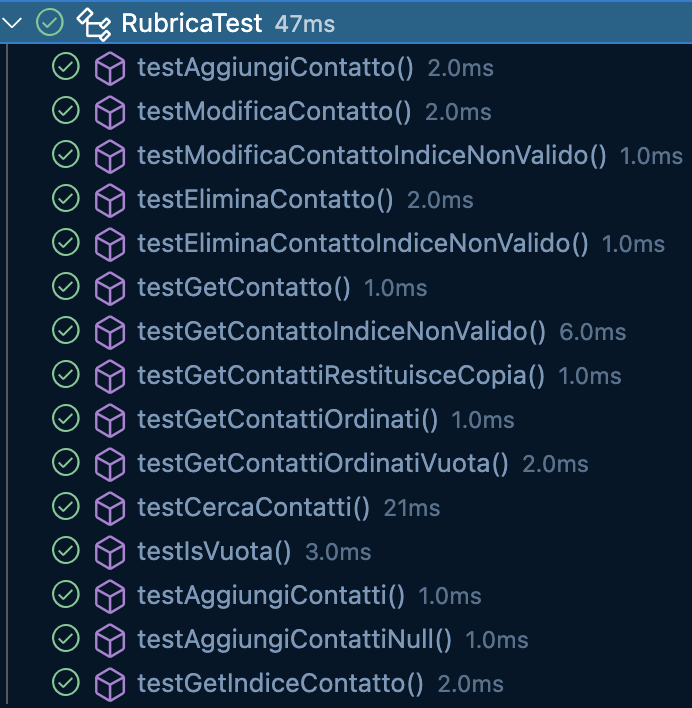 RubricaTest 47ms
testAggiungiContatto() 2.0ms
testModificaContatto() 2.0ms
testModificaContattoIndiceNonValido() 1.0ms
testEliminaContatto() 2.0ms
testEliminaContattoIndiceNonValido() 1.0ms
testGetContatto() 1.0ms
testGetContattoIndiceNonValido() 6.0ms
testGetContattiRestituisceCopia() 1.0ms
testGetContattiOrdinati() 1.0ms
testGetContattiOrdinatiVuota() 2.0ms
testCercaContatti() 21ms
testIsVuota() 3.0ms
testAggiungiContatti() 1.0ms
testAggiungiContattiNull() 1.0ms
testGetIndiceContatto() 2.0ms